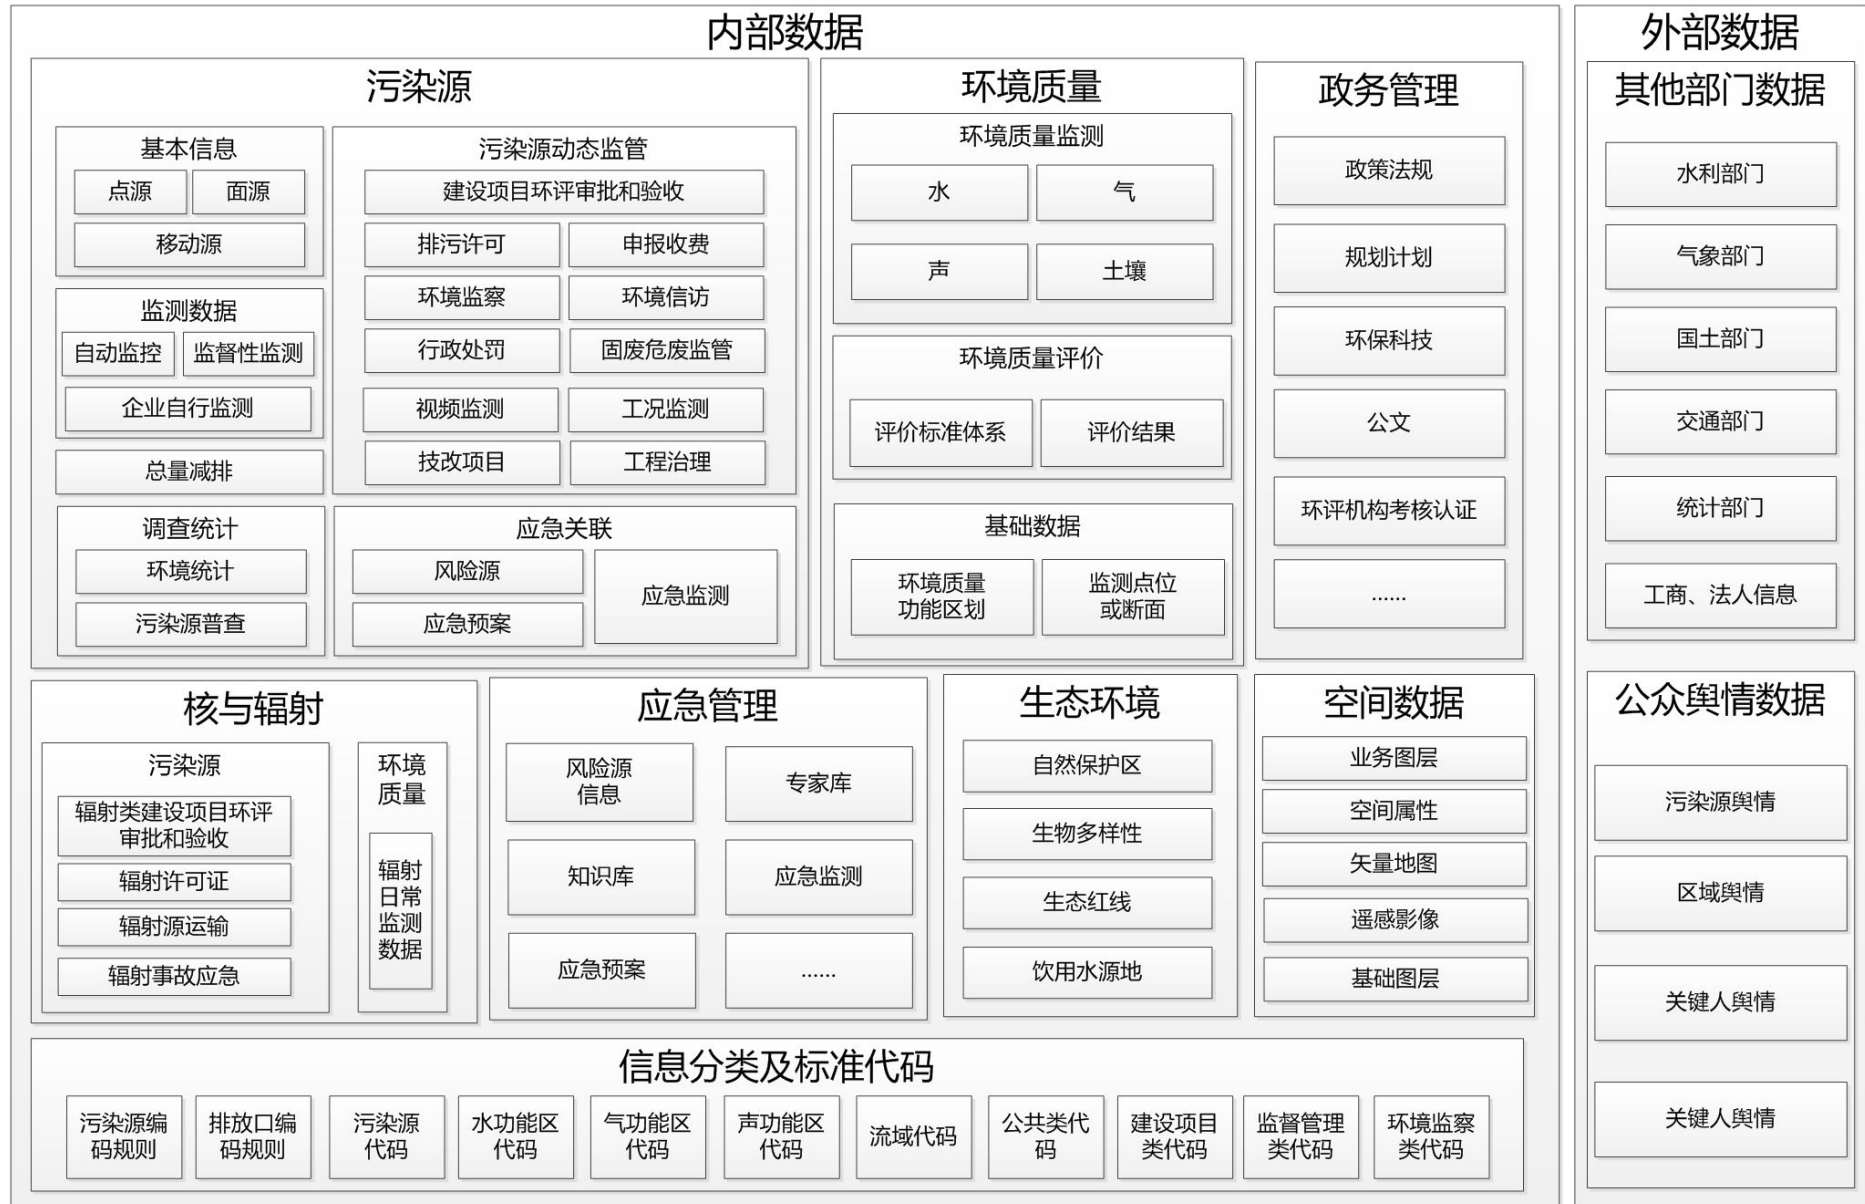 内部数据
污染源
基本信息
点源
面源
移动源
监测数据
自动监控
监督性监测
企业自行监测
总量减排
调查统计
环境统计
污染源普查
污染源动态监管
建设项目环评审批和验收
排污许可
申报收费
环境监察
环境信访
行政处罚
固废危废监管
视频监测
工况监测
技改项目
工程治理
应急关联
风险源
应急预案
应急监测
环境质量
环境质量监测
水
气
声
土壤
环境质量评价
评价标准体系
评价结果
基础数据
环境质量
功能区划
监测点位
或断面
政务管理
政策法规
规划计划
环保科技
公文
环评机构考核认证
......
核与辐射
污染源
辐射类建设项目环评
审批和验收
辐射许可证
辐射源运输
辐射事故应急
环境
质量
辐射
日常
监测
数据
应急管理
风险源
信息
专家库
知识库
应急监测
应急预案
......
生态环境
自然保护区
生物多样性
生态红线
饮用水源地
空间数据
业务图层
空间属性
矢量地图
遥感影像
基础图层
信息分类及标准代码
污染源编
码规则
排放口编
码规则
污染源
代码
水功能区
代码
气功能区
代码
声功能区
代码
流域代码
公共类代
码
建设项目
类代码
监督管理
类代码
环境监察
类代码
外部数据
其他部门数据
水利部门
气象部门
国土部门
交通部门
统计部门
工商、法人信息
公众舆情数据
污染源舆情
区域舆情
关键人舆情
关键人舆情